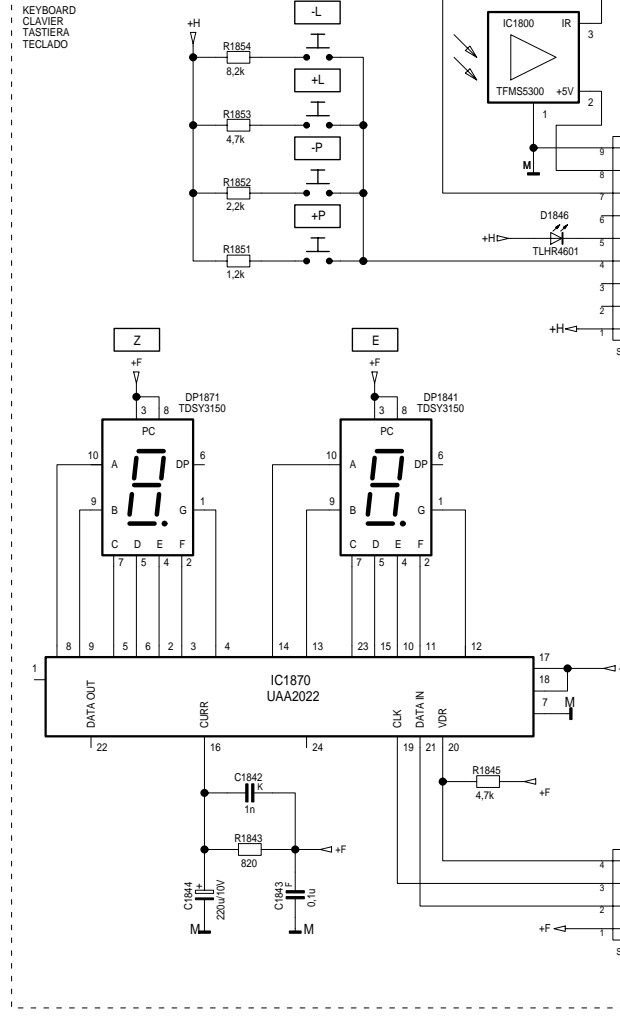 KEYBOARD
CLAVIER
TASTIERA
TECLADO
+H
-L
R1854
8,2k
+L
R1853
4,7k
-P
R1852
2,2k
+P
R1851
1,2k
IC1800
IR
3
TFMS5300
+5V
2
1
M
9
8
7
6
D1846
+H
5
TLHR4601
4
3
2
+H
1
S
Z
E
+F
+F
DP1871
TDSY3150
3
8
DP1841
TDSY3150
3
8
PC
PC
10
A
DP
6
10
A
DP
6
9
B
G
1
9
B
G
1
C
D
E
F
C
D
E
F
7
5
4
2
7
5
4
2
8
9
5
6
2
3
4
14
13
23
15
10
11
12
17
1
IC1870
UAA2022
18
7
M
DATA OUT
CURR
CLK
DATA IN
VDR
22
16
24
19
21
20
C1842
K
1n
R1845
4,7k
+F
R1843
820
+F
C1844
+
220u/10V
C1843
F
0,1u
M
M
4
3
2
+F
1
S